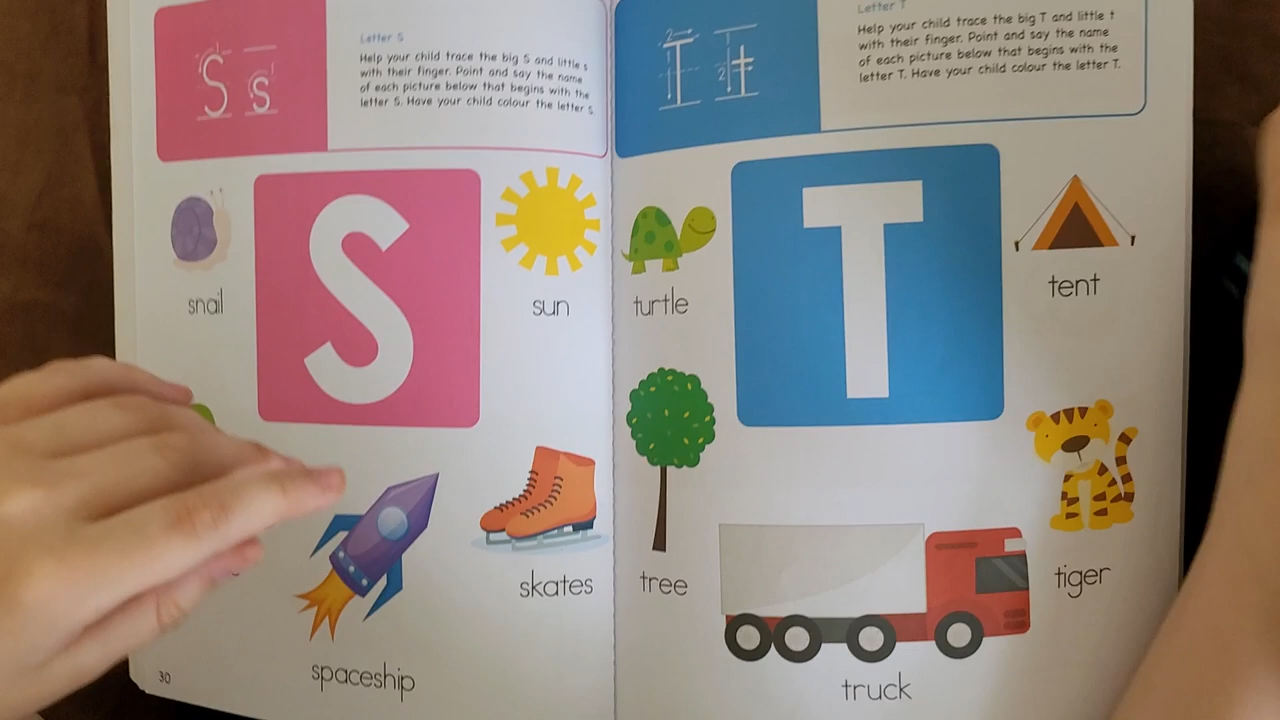 S s
Letter S
Help your child trace the big S and little s
with their finger. Point and say the name
of each picture below that begins with the
letter S. Have your child colour the letter S.
snail
S
sun
skates
spaceship
30
T t
Letter T
Help your child trace the big T and little t
with their finger. Point and say the name
of each picture below that begins with the
letter T. Have your child colour the letter T.
turtle
T
tent
tree
tiger
truck